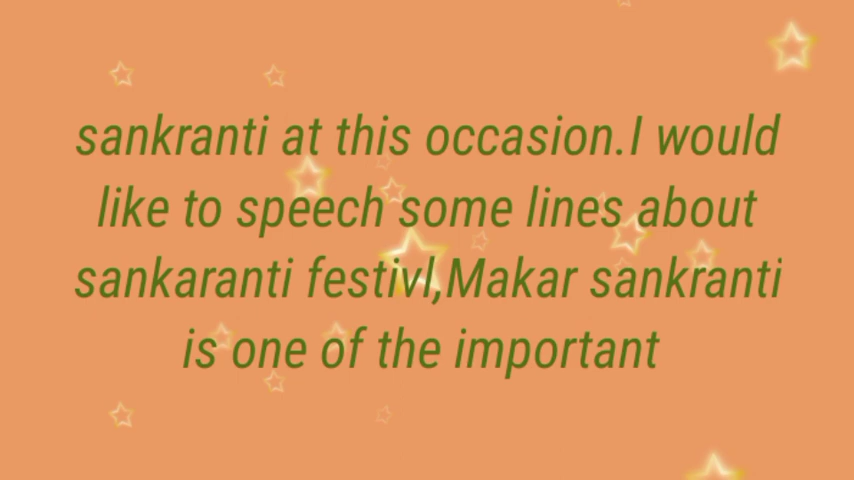 sankranti at this occasion.I would
like to speech some lines about
sankaranti festivl,Makar sankranti
is one of the important